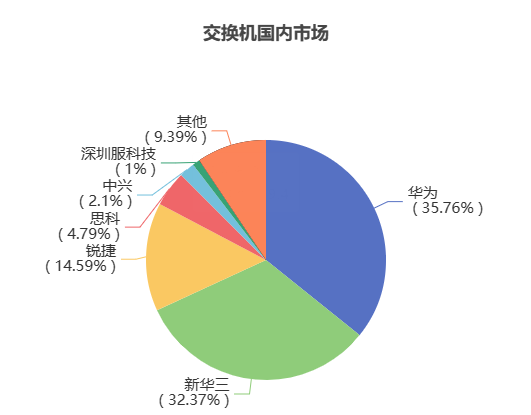 交换机国内市场
其他
( 9.39% )
深圳服科技
( 1% )
中兴
( 2.1% )
思科
( 4.79% )
锐捷
( 14.59% )
华为
( 35.76% )
新华三
( 32.37% )